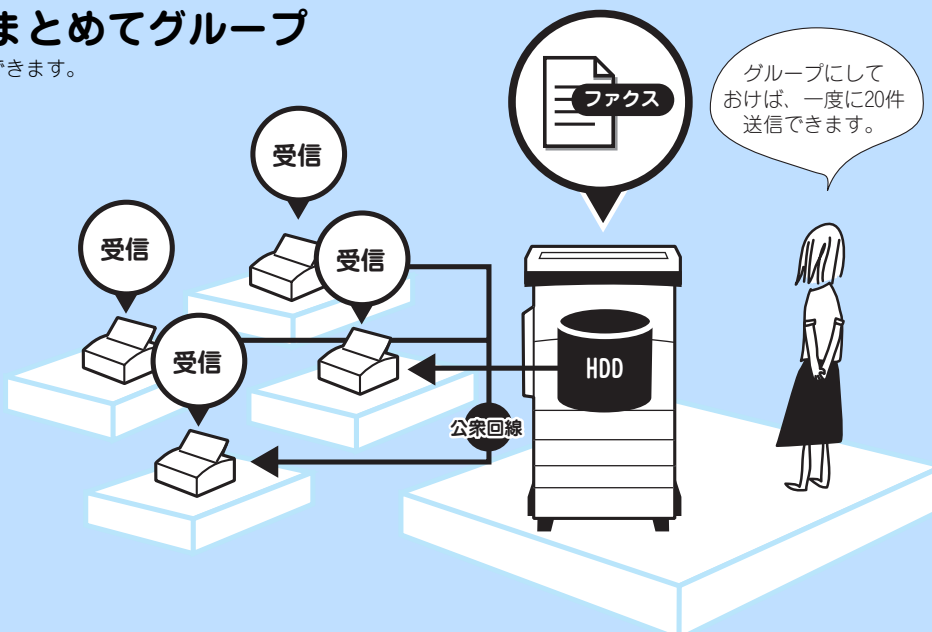 まとめてグループ
できます。
ファクス
グループにして
おけば、一度に20件
送信できます。
受信
受信
受信
受信
HDD
公衆回線